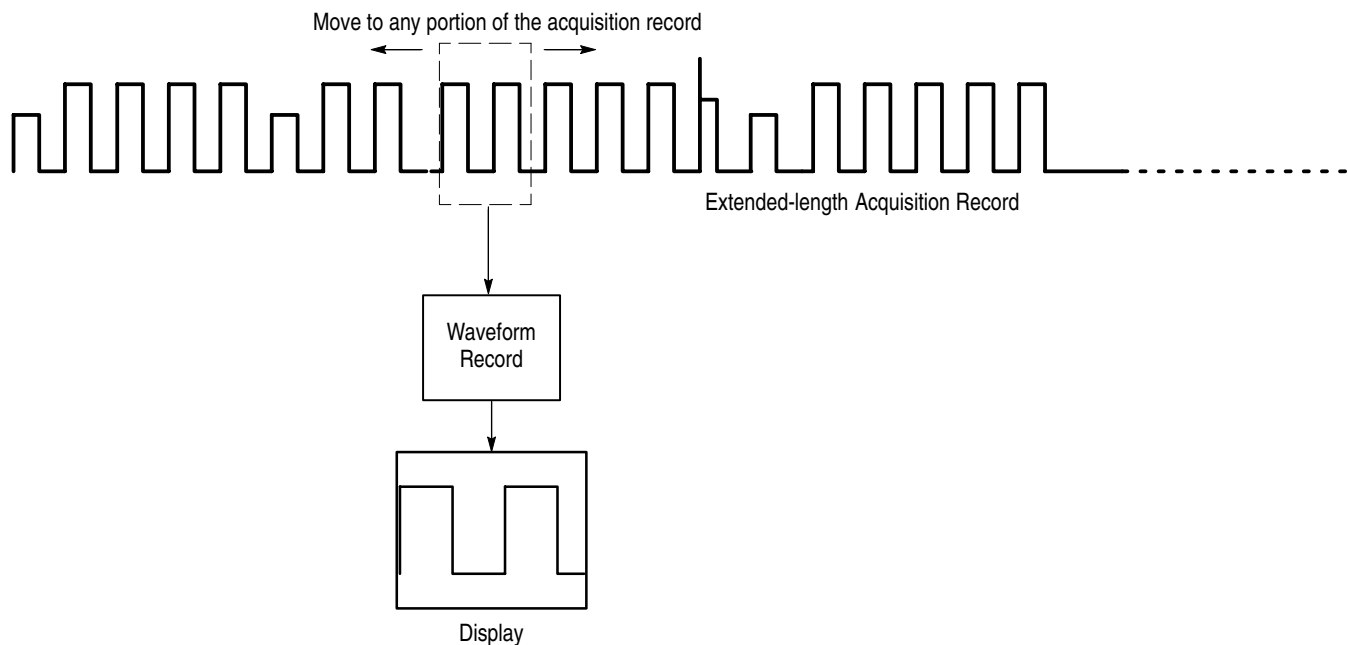 Move to any portion of the acquisition record
Extended-length Acquisition Record
Waveform
Record
Display